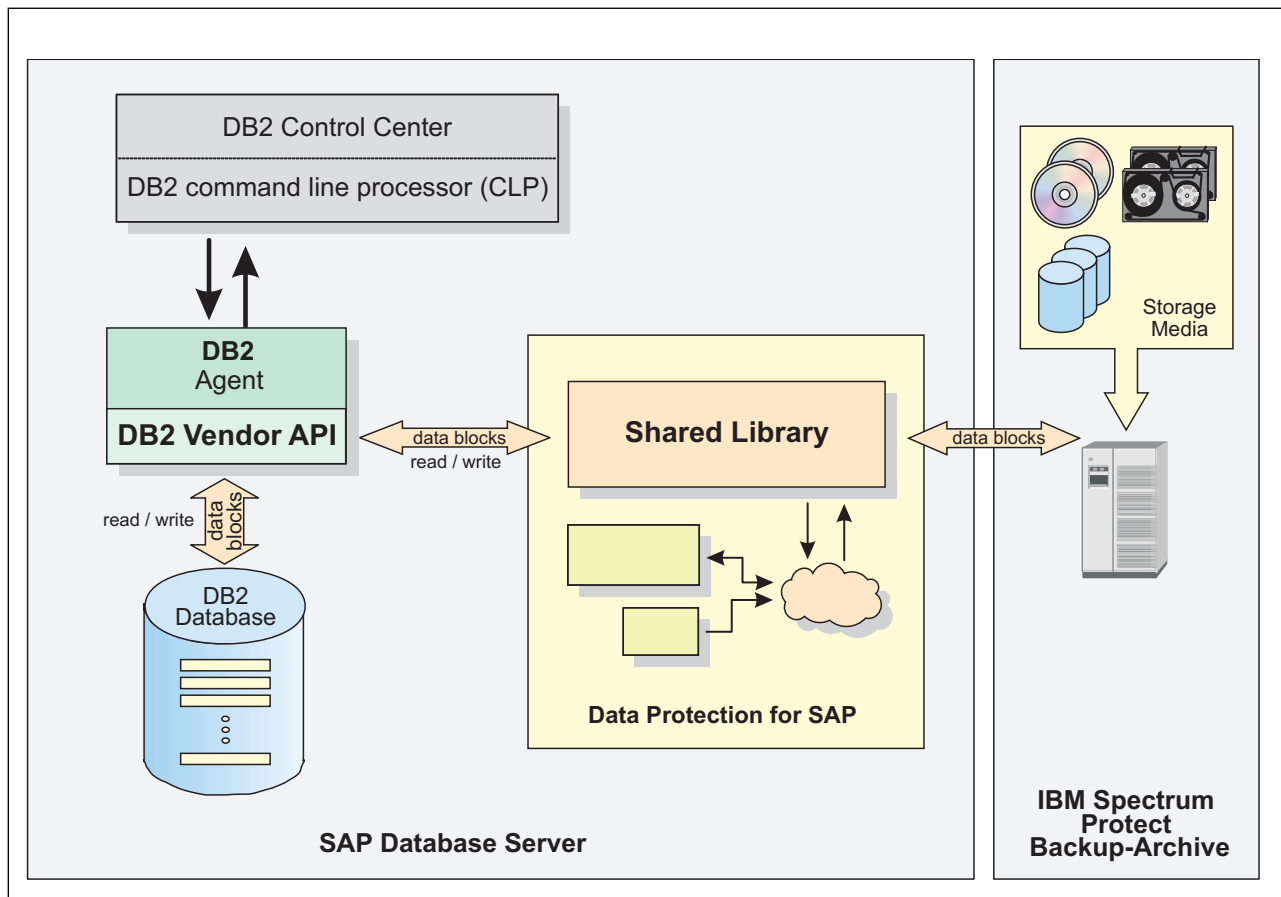 DB2 Control Center
DB2 command line processor (CLP)
DB2
Agent
DB2 Vendor API
data blocks
read / write
read / write
data
blocks
DB2
Database
Shared Library
data blocks
Data Protection for SAP
SAP Database Server
Storage
Media
IBM Spectrum
Protect
Backup-Archive